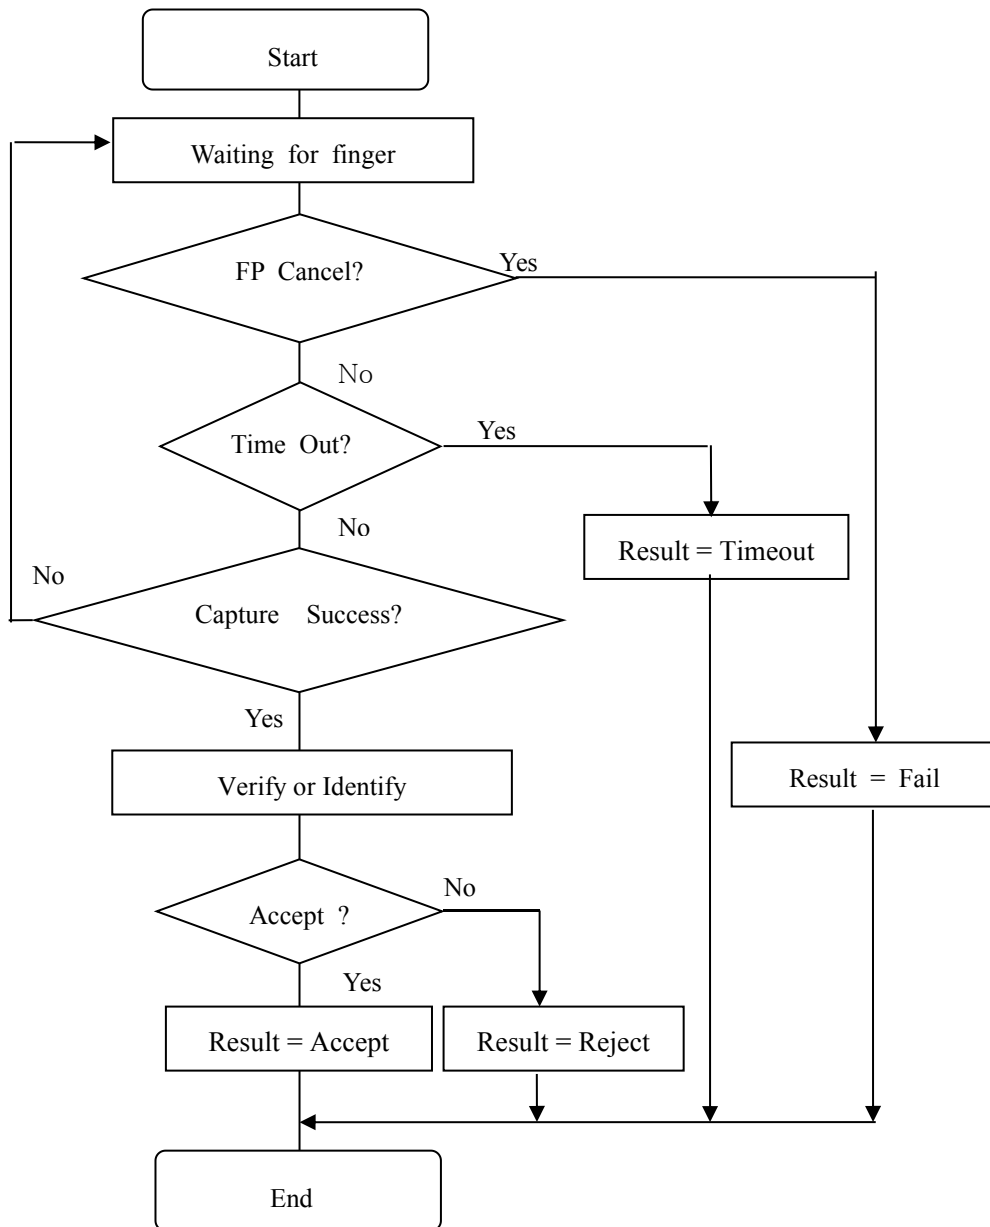 Start
Waiting for finger
FP Cancel?
Yes
No
Time Out?
Yes
No
Result = Timeout
No
Capture Success?
Yes
Verify or Identify
Result = Fail
No
Accept ?
Yes
Result = Accept
Result = Reject
End